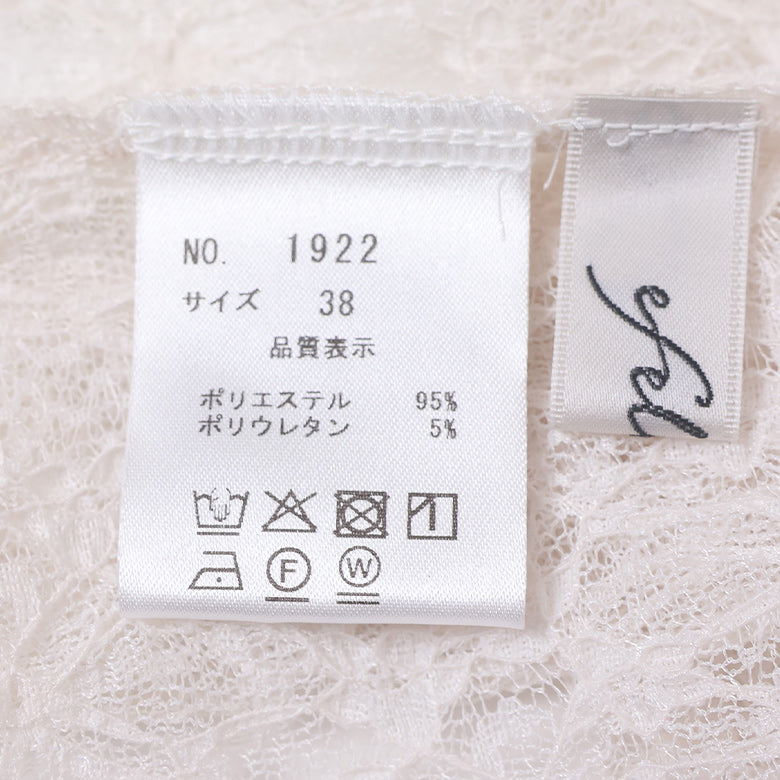 NO. 1922
サイズ 38
品質表示
ポリエステル 95%
ポリウレタン 5%
F W